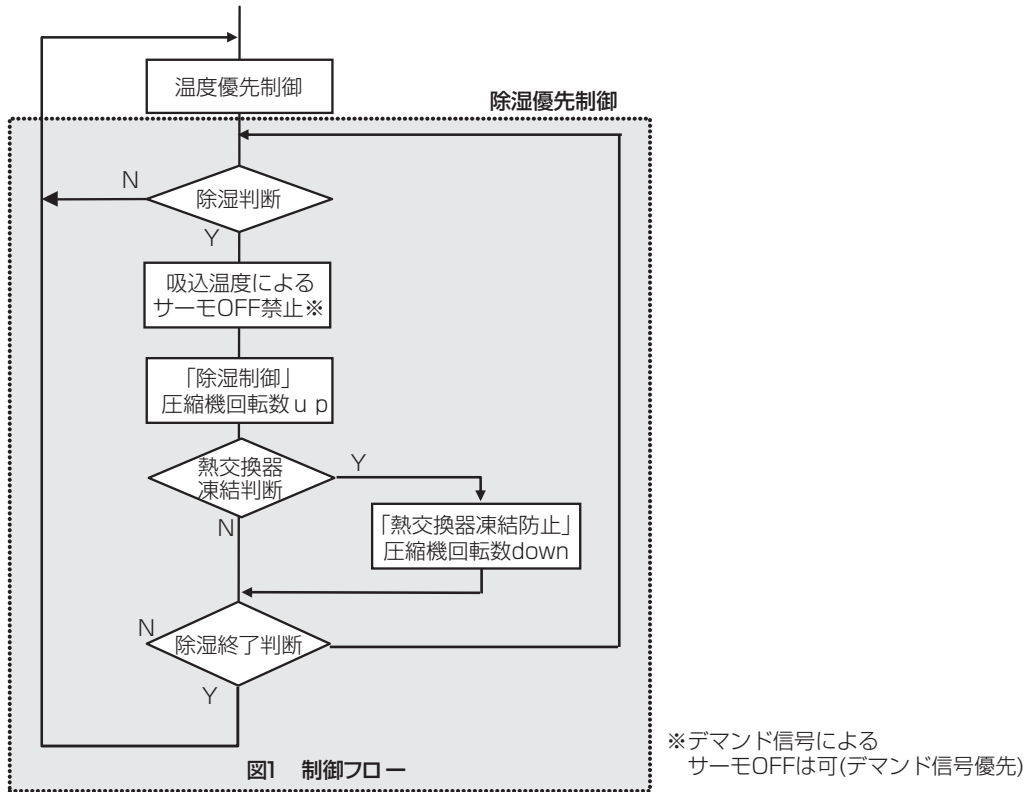 温度優先制御
除湿優先制御
N
除湿判断
Y
吸込温度による
サーモOFF禁止※
「除湿制御」
圧縮機回転数ｕｐ
熱交換器
凍結判断
Y
N
「熱交換器凍結防止」
圧縮機回転数down
N
除湿終了判断
Y
図1　制御フロー
※デマンド信号による
サーモOFFは可(デマンド信号優先)